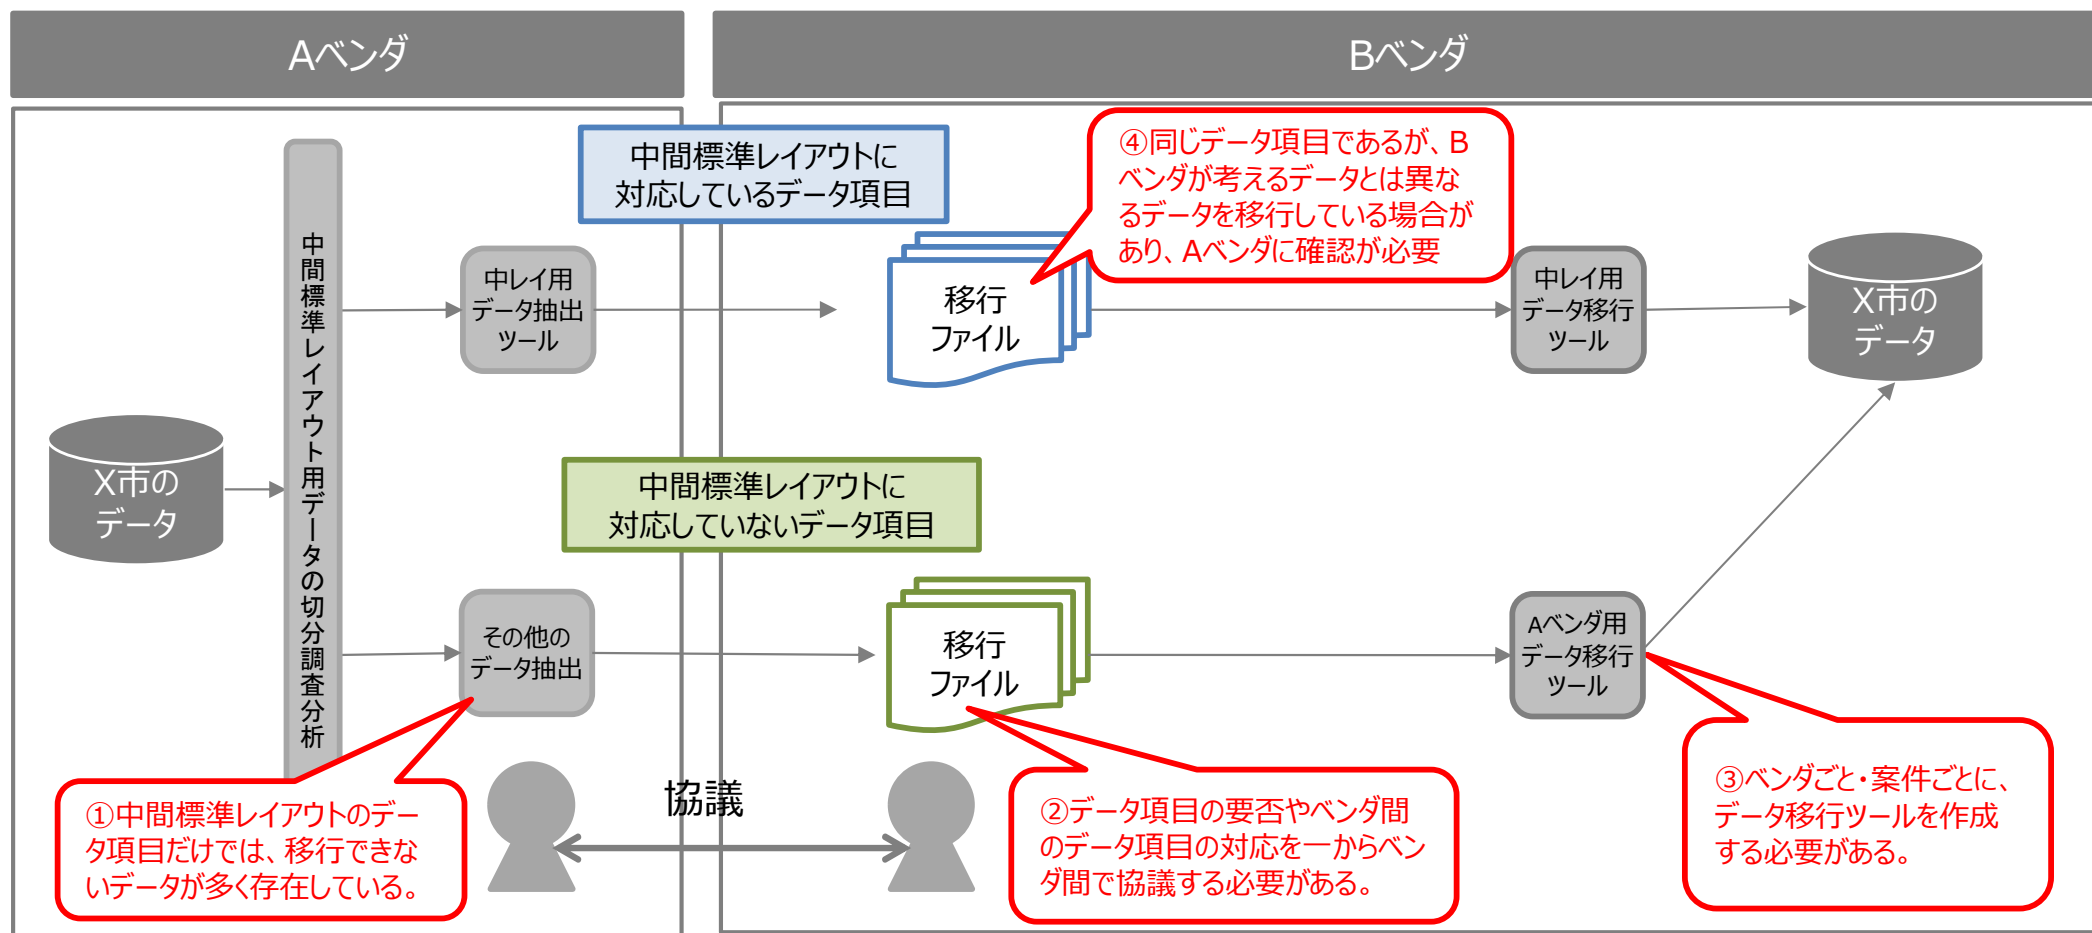 Aベンダ
Bベンダ
中間標準レイアウトに
対応しているデータ項目
④同じデータ項目であるが、B
ベンダが考えるデータとは異な
るデータを移行している場合が
あり、Aベンダに確認が必要
中間標準レイアウト用データの切分調査分析
中レイ用
データ抽出
ツール
移行
ファイル
中レイ用
データ移行
ツール
X市の
データ
X市の
データ
中間標準レイアウトに
対応していないデータ項目
その他の
データ抽出
移行
ファイル
Aベンダ用
データ移行
ツール
協議
①中間標準レイアウトのデー
タ項目だけでは、移行できな
いデータが多く存在している。
②データ項目の要否やベンダ間
のデータ項目の対応を一からベン
ダ間で協議する必要がある。
③ベンダごと・案件ごとに、
データ移行ツールを作成
する必要がある。